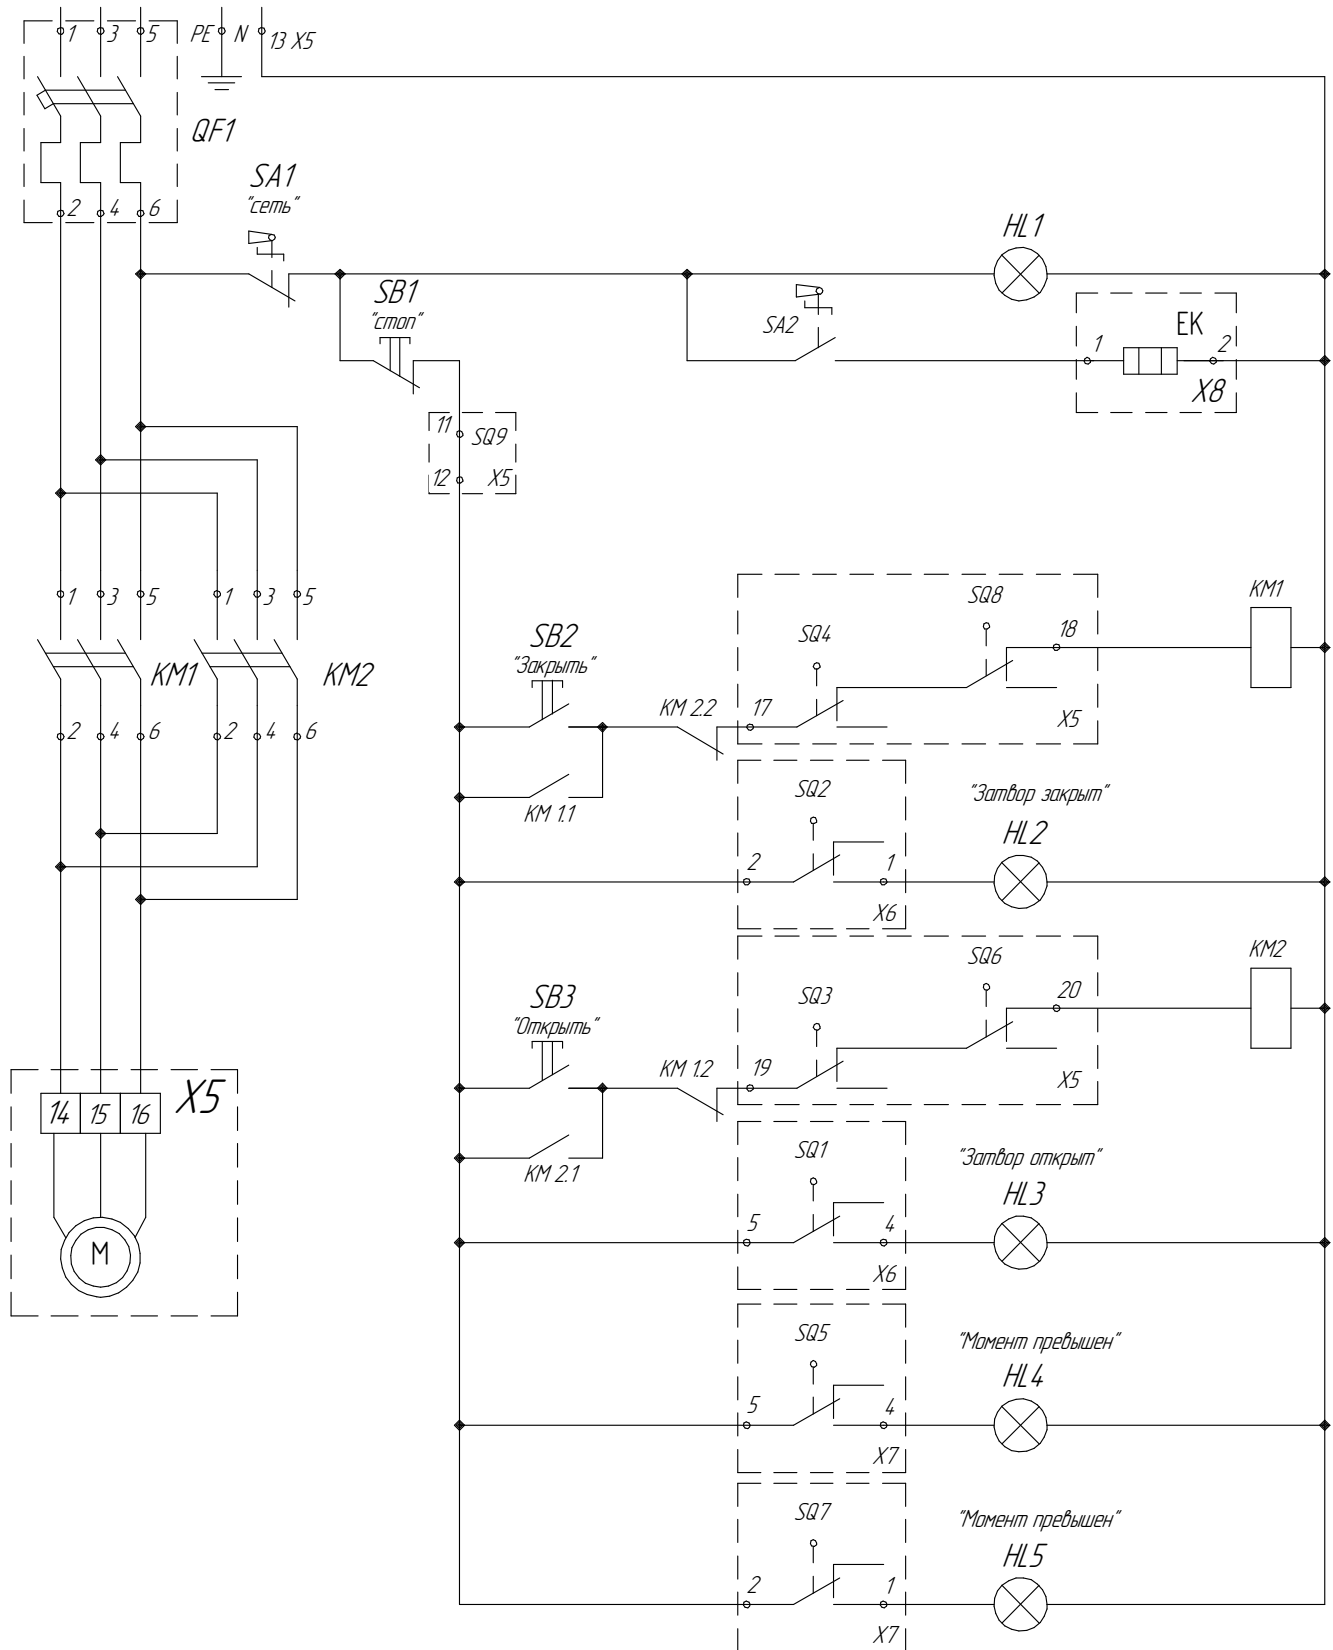 1 3 5 PE N 13 X5
QF1
2 4 6
SA1
"сеть"
HL1
SB1
"стоп"
SA2
EK
1 2
X8
11 SQ9
12 X5
1 3 5 1 3 5
KM1 KM2
2 4 6 2 4 6
SB2
"Закрыть"
SQ4
SQ8
18
KM1
KM 2.2
17
X5
KM 1.1
SQ2
"Затвор закрыт"
HL2
2 1
X6
SB3
"Открыть"
SQ3
SQ6
20
KM2
KM 1.2
19
X5
KM 2.1
X5
14 15 16
M
SQ1
"Затвор открыт"
HL3
5 4
X6
SQ5
"Момент превышен"
HL4
5 4
X7
SQ7
"Момент превышен"
HL5
2 1
X7